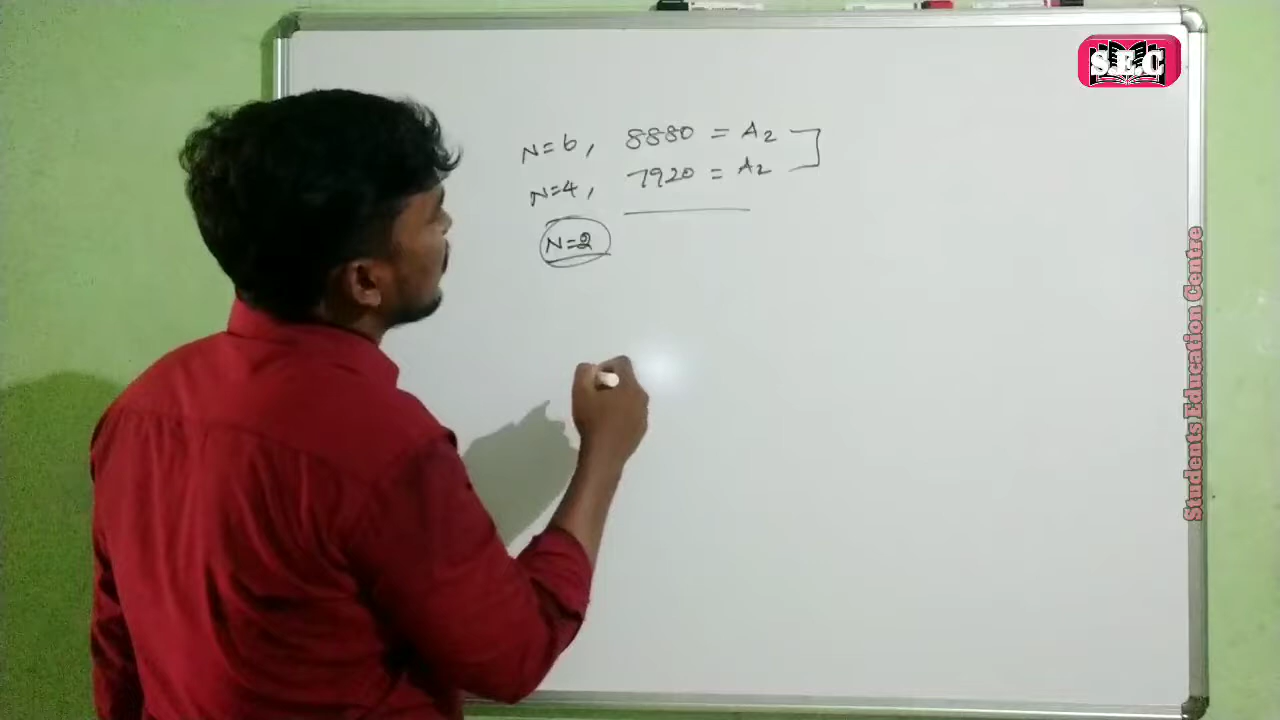 S.E.C
N=6, 8880 = A2
N=4, 7920 = A2
N=2
Students Education Centre